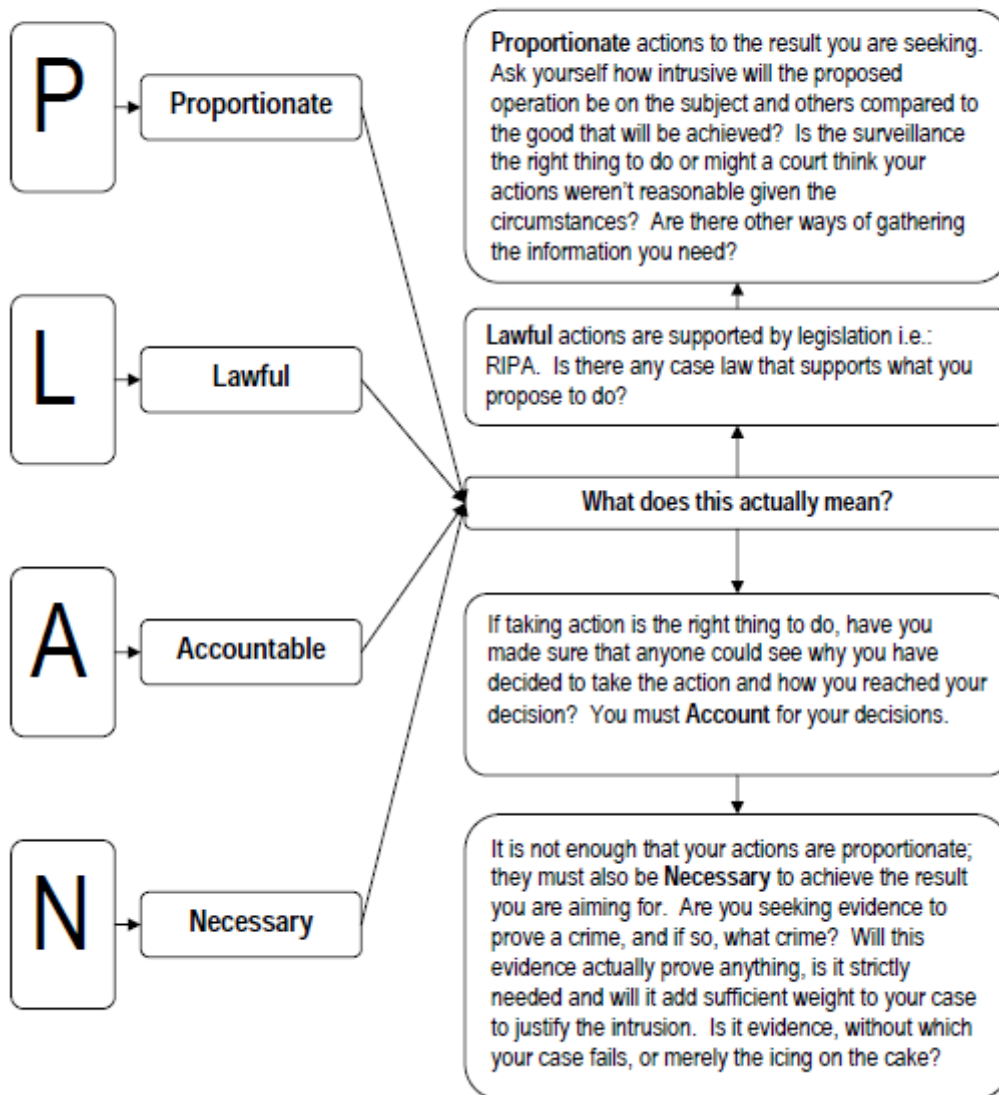 P
Proportionate
L
Lawful
A
Accountable
N
Necessary
Proportionate actions to the result you are seeking.
Ask yourself how intrusive will the proposed
operation be on the subject and others compared to
the good that will be achieved? Is the surveillance
the right thing to do or might a court think your
actions weren't reasonable given the
circumstances? Are there other ways of gathering
the information you need?
Lawful actions are supported by legislation i.e.:
RIPA. Is there any case law that supports what you
propose to do?
What does this actually mean?
If taking action is the right thing to do, have you
made sure that anyone could see why you have
decided to take the action and how you reached your
decision? You must Account for your decisions.
It is not enough that your actions are proportionate;
they must also be Necessary to achieve the result
you are aiming for. Are you seeking evidence to
prove a crime, and if so, what crime? Will this
evidence actually prove anything, is it strictly
needed and will it add sufficient weight to your case
to justify the intrusion. Is it evidence, without which
your case fails, or merely the icing on the cake?